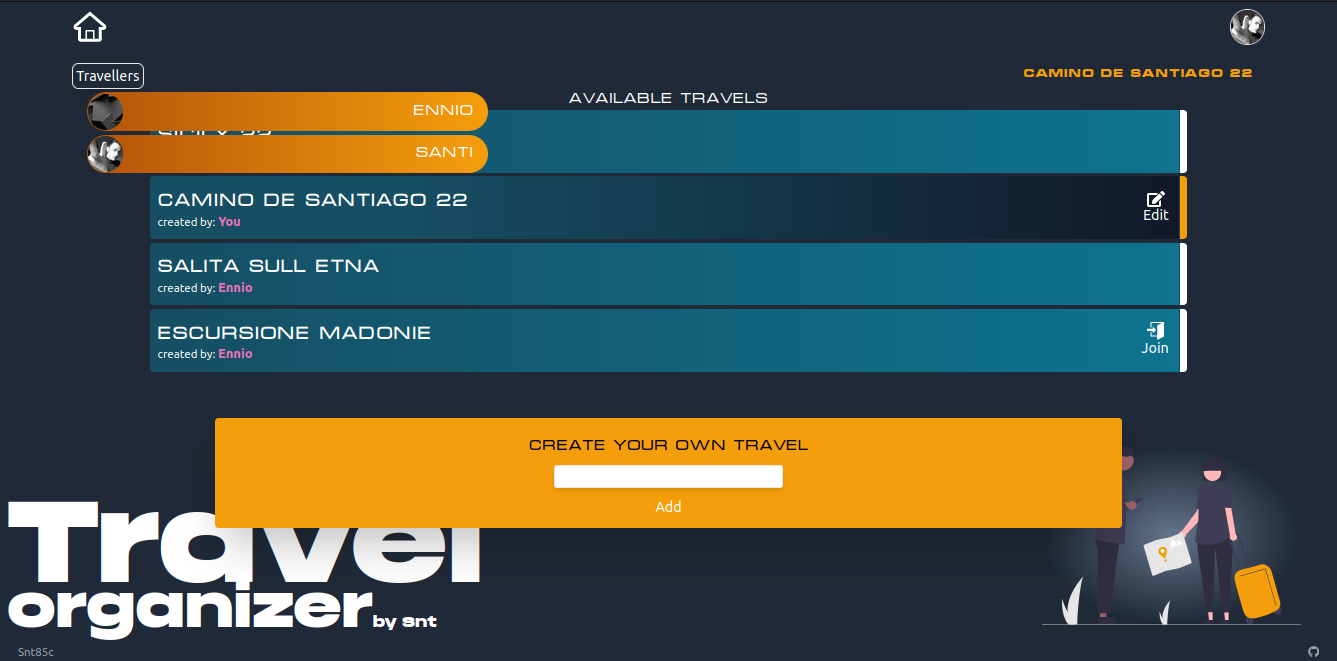 Travellers
CAMINO DE SANTIAGO 22
AVAILABLE TRAVELS
ENNIO
SANTI
CAMINO DE SANTIAGO 22
created by: You
Edit
SALITA SULL ETNA
created by: Ennio
ESCURSIONE MADONIE
created by: Ennio
Join
CREATE YOUR OWN TRAVEL
Add
Travel
organizer by snt
Snt85c